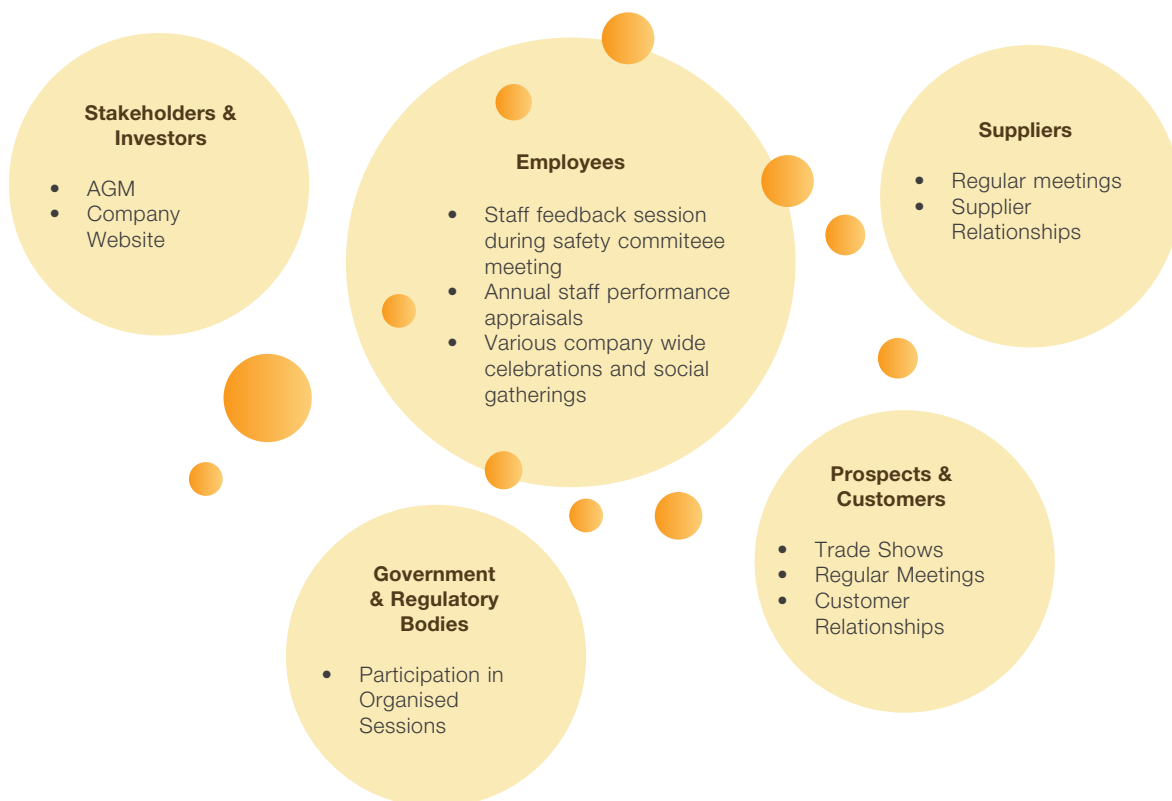 Stakeholders &
Investors
• AGM
• Company
Website
Employees
• Staff feedback session
during safety commiteee
meeting
• Annual staff performance
appraisals
• Various company wide
celebrations and social
gatherings
Suppliers
• Regular meetings
• Supplier
Relationships
Government
& Regulatory
Bodies
• Participation in
Organised
Sessions
Prospects &
Customers
• Trade Shows
• Regular Meetings
• Customer
Relationships